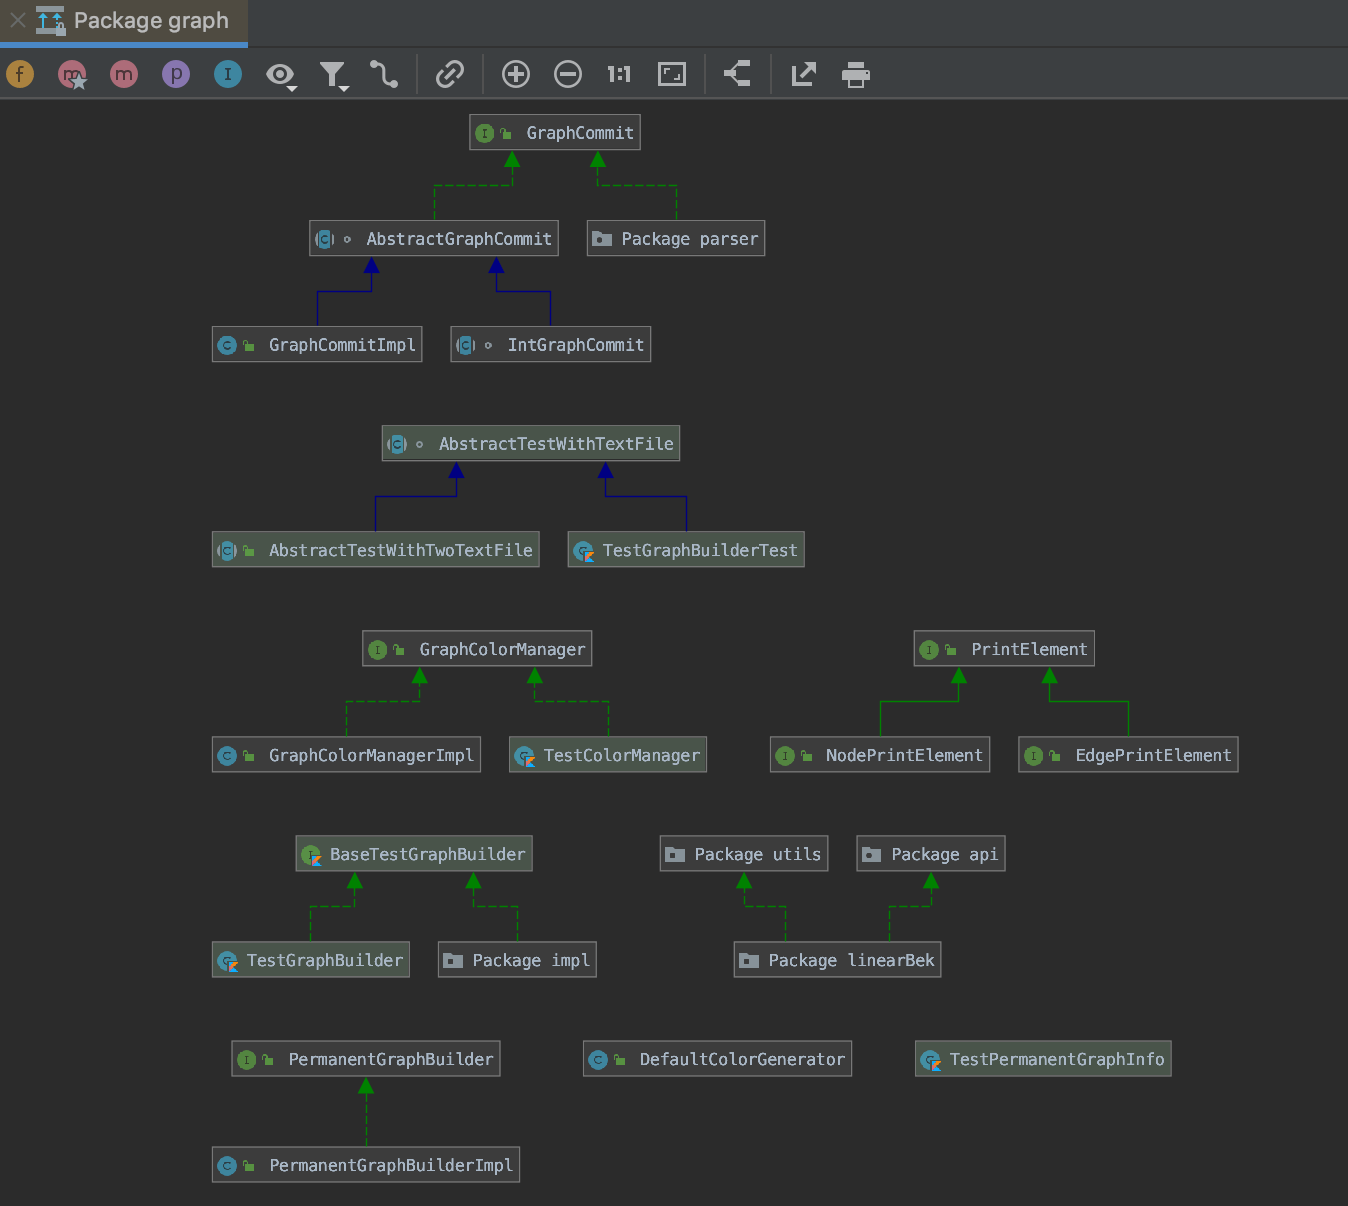 Package graph
f m m p I 1:1
GraphCommit
AbstractGraphCommit
Package parser
GraphCommitImpl
IntGraphCommit
AbstractTestWithTextFile
AbstractTestWithTwoTextFile
TestGraphBuilderTest
GraphColorManager
PrintElement
GraphColorManagerImpl
TestColorManager
NodePrintElement
EdgePrintElement
BaseTestGraphBuilder
Package utils
Package api
TestGraphBuilder
Package impl
Package linearBek
PermanentGraphBuilder
DefaultColorGenerator
TestPermanentGraphInfo
PermanentGraphBuilderImpl